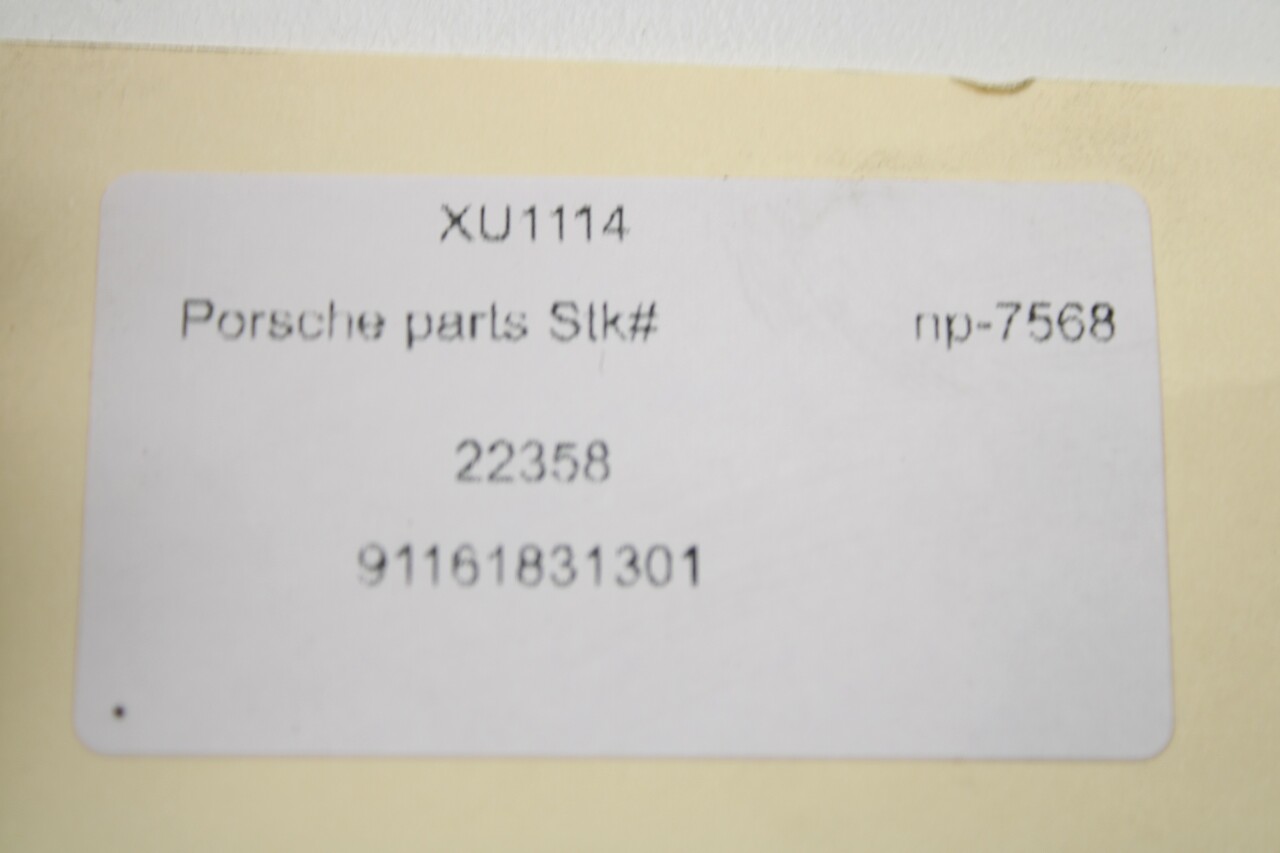 XU1114
Porsche parts Stk# np-7568
22358
91161831301